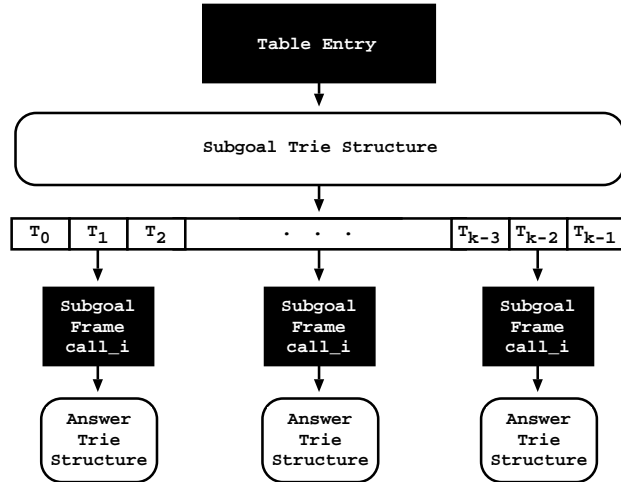 Table Entry
Subgoal Trie Structure
T0 T1 T2 . . . Tk-3 Tk-2 Tk-1
Subgoal Frame call_i
Subgoal Frame call_i
Subgoal Frame call_i
Answer Trie Structure
Answer Trie Structure
Answer Trie Structure